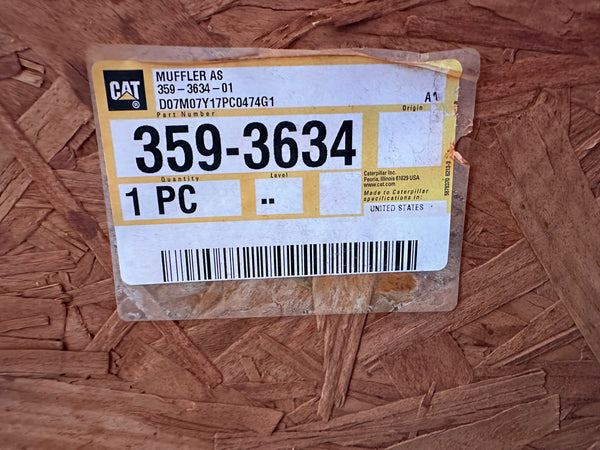 CAT
®
MUFFLER AS
359-3634-01
D07M07Y17PC0474G1
A1
Part Number
Origin
359-3634
Quantity
Level
1 PC
--
Caterpillar Inc.
Peoria, Illinois 61629 USA
www.cat.com
Made to Caterpillar
specifications in:
UNITED STATES